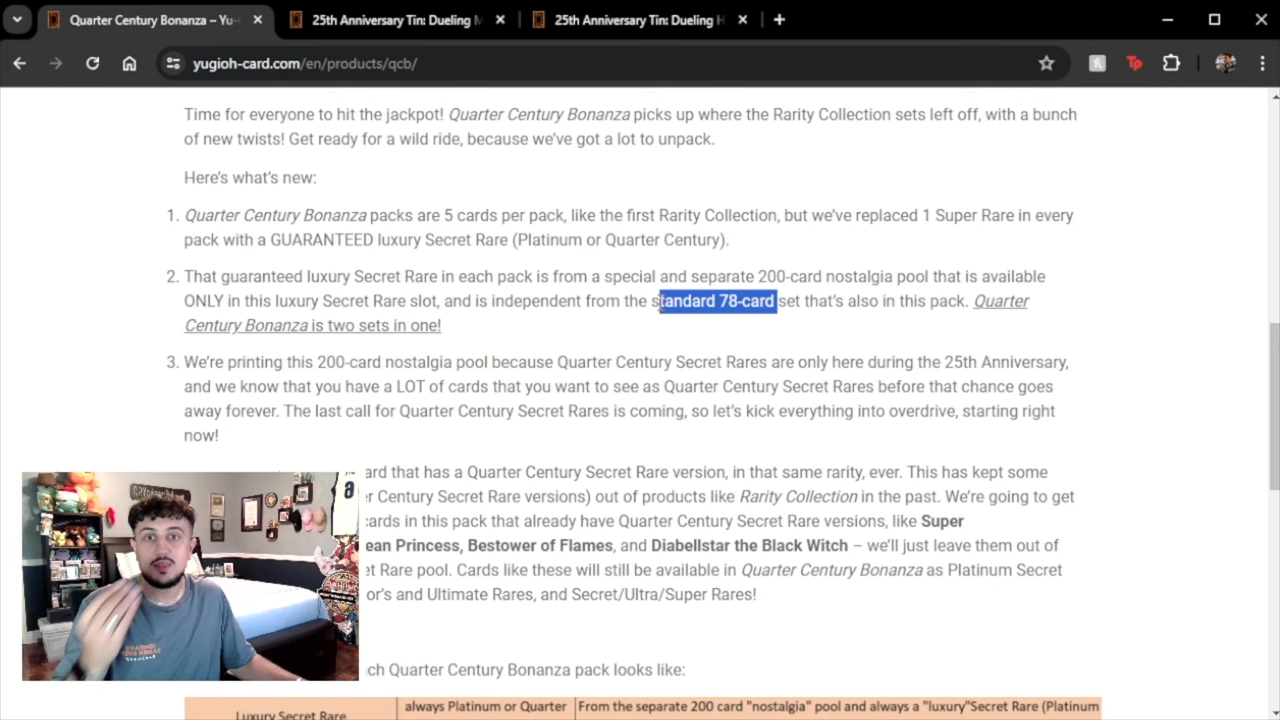 Quarter Century Bonanza – Yu-
25th Anniversary Tin: Dueling
25th Anniversary Tin: Dueling
yugioh-card.com/en/products/qcb/
Time for everyone to hit the jackpot! Quarter Century Bonanza picks up where the Rarity Collection sets left off, with a bunch
of new twists! Get ready for a wild ride, because we've got a lot to unpack.
Here's what's new:
1. Quarter Century Bonanza packs are 5 cards per pack, like the first Rarity Collection, but we've replaced 1 Super Rare in every
pack with a GUARANTEED luxury Secret Rare (Platinum or Quarter Century).
2. That guaranteed luxury Secret Rare in each pack is from a special and separate 200-card nostalgia pool that is available
ONLY in this luxury Secret Rare slot, and is independent from the standard 78-card set that's also in this pack. Quarter
Century Bonanza is two sets in one!
3. We're printing this 200-card nostalgia pool because Quarter Century Secret Rares are only here during the 25th Anniversary,
and we know that you have a LOT of cards that you want to see as Quarter Century Secret Rares before that chance goes
away forever. The last call for Quarter Century Secret Rares is coming, so let's kick everything into overdrive, starting right
now!
ard that has a Quarter Century Secret Rare version, in that same rarity, ever. This has kept some
r Century Secret Rare versions) out of products like Rarity Collection in the past. We're going to get
cards in this pack that already have Quarter Century Secret Rare versions, like Super
ean Princess, Bestower of Flames, and Diabellstar the Black Witch – we'll just leave them out of
et Rare pool. Cards like these will still be available in Quarter Century Bonanza as Platinum Secret
or's and Ultimate Rares, and Secret/Ultra/Super Rares!
ch Quarter Century Bonanza pack looks like:
Luxury Secret Rare
always Platinum or Quarter
From the separate 200 card "nostalgia" pool and always a "luxury"Secret Rare (Platinum